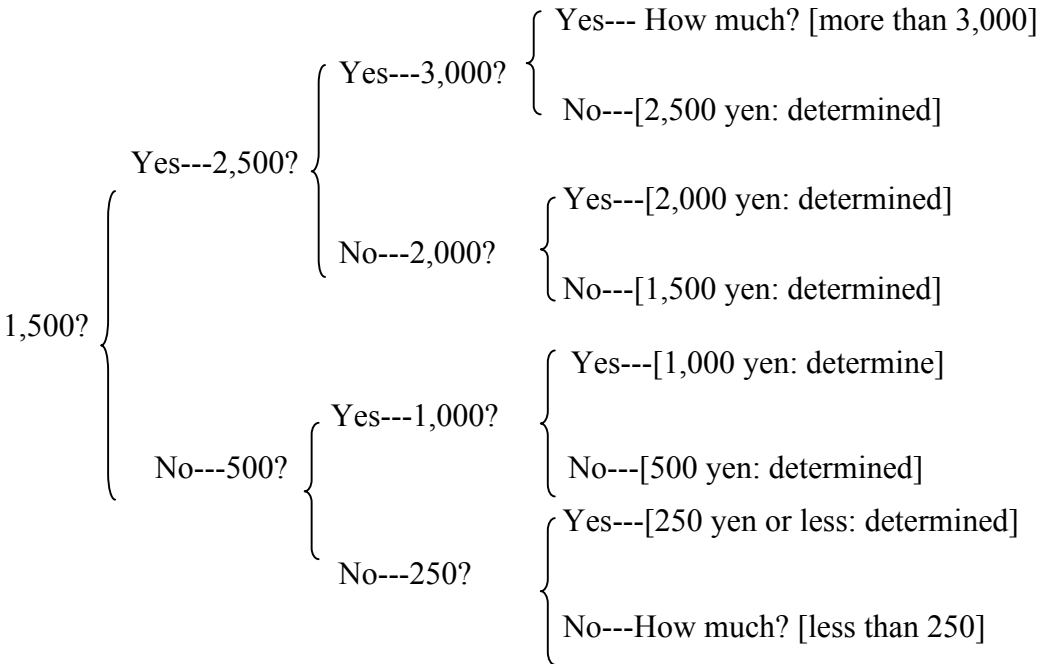 Yes--- How much? [more than 3,000]
Yes---3,000?
No---[2,500 yen: determined]
Yes---2,500?
Yes---[2,000 yen: determined]
No---2,000?
No---[1,500 yen: determined]
1,500?
Yes---[1,000 yen: determine]
Yes---1,000?
No---500?
No---[500 yen: determined]
Yes---[250 yen or less: determined]
No---250?
No---How much? [less than 250]